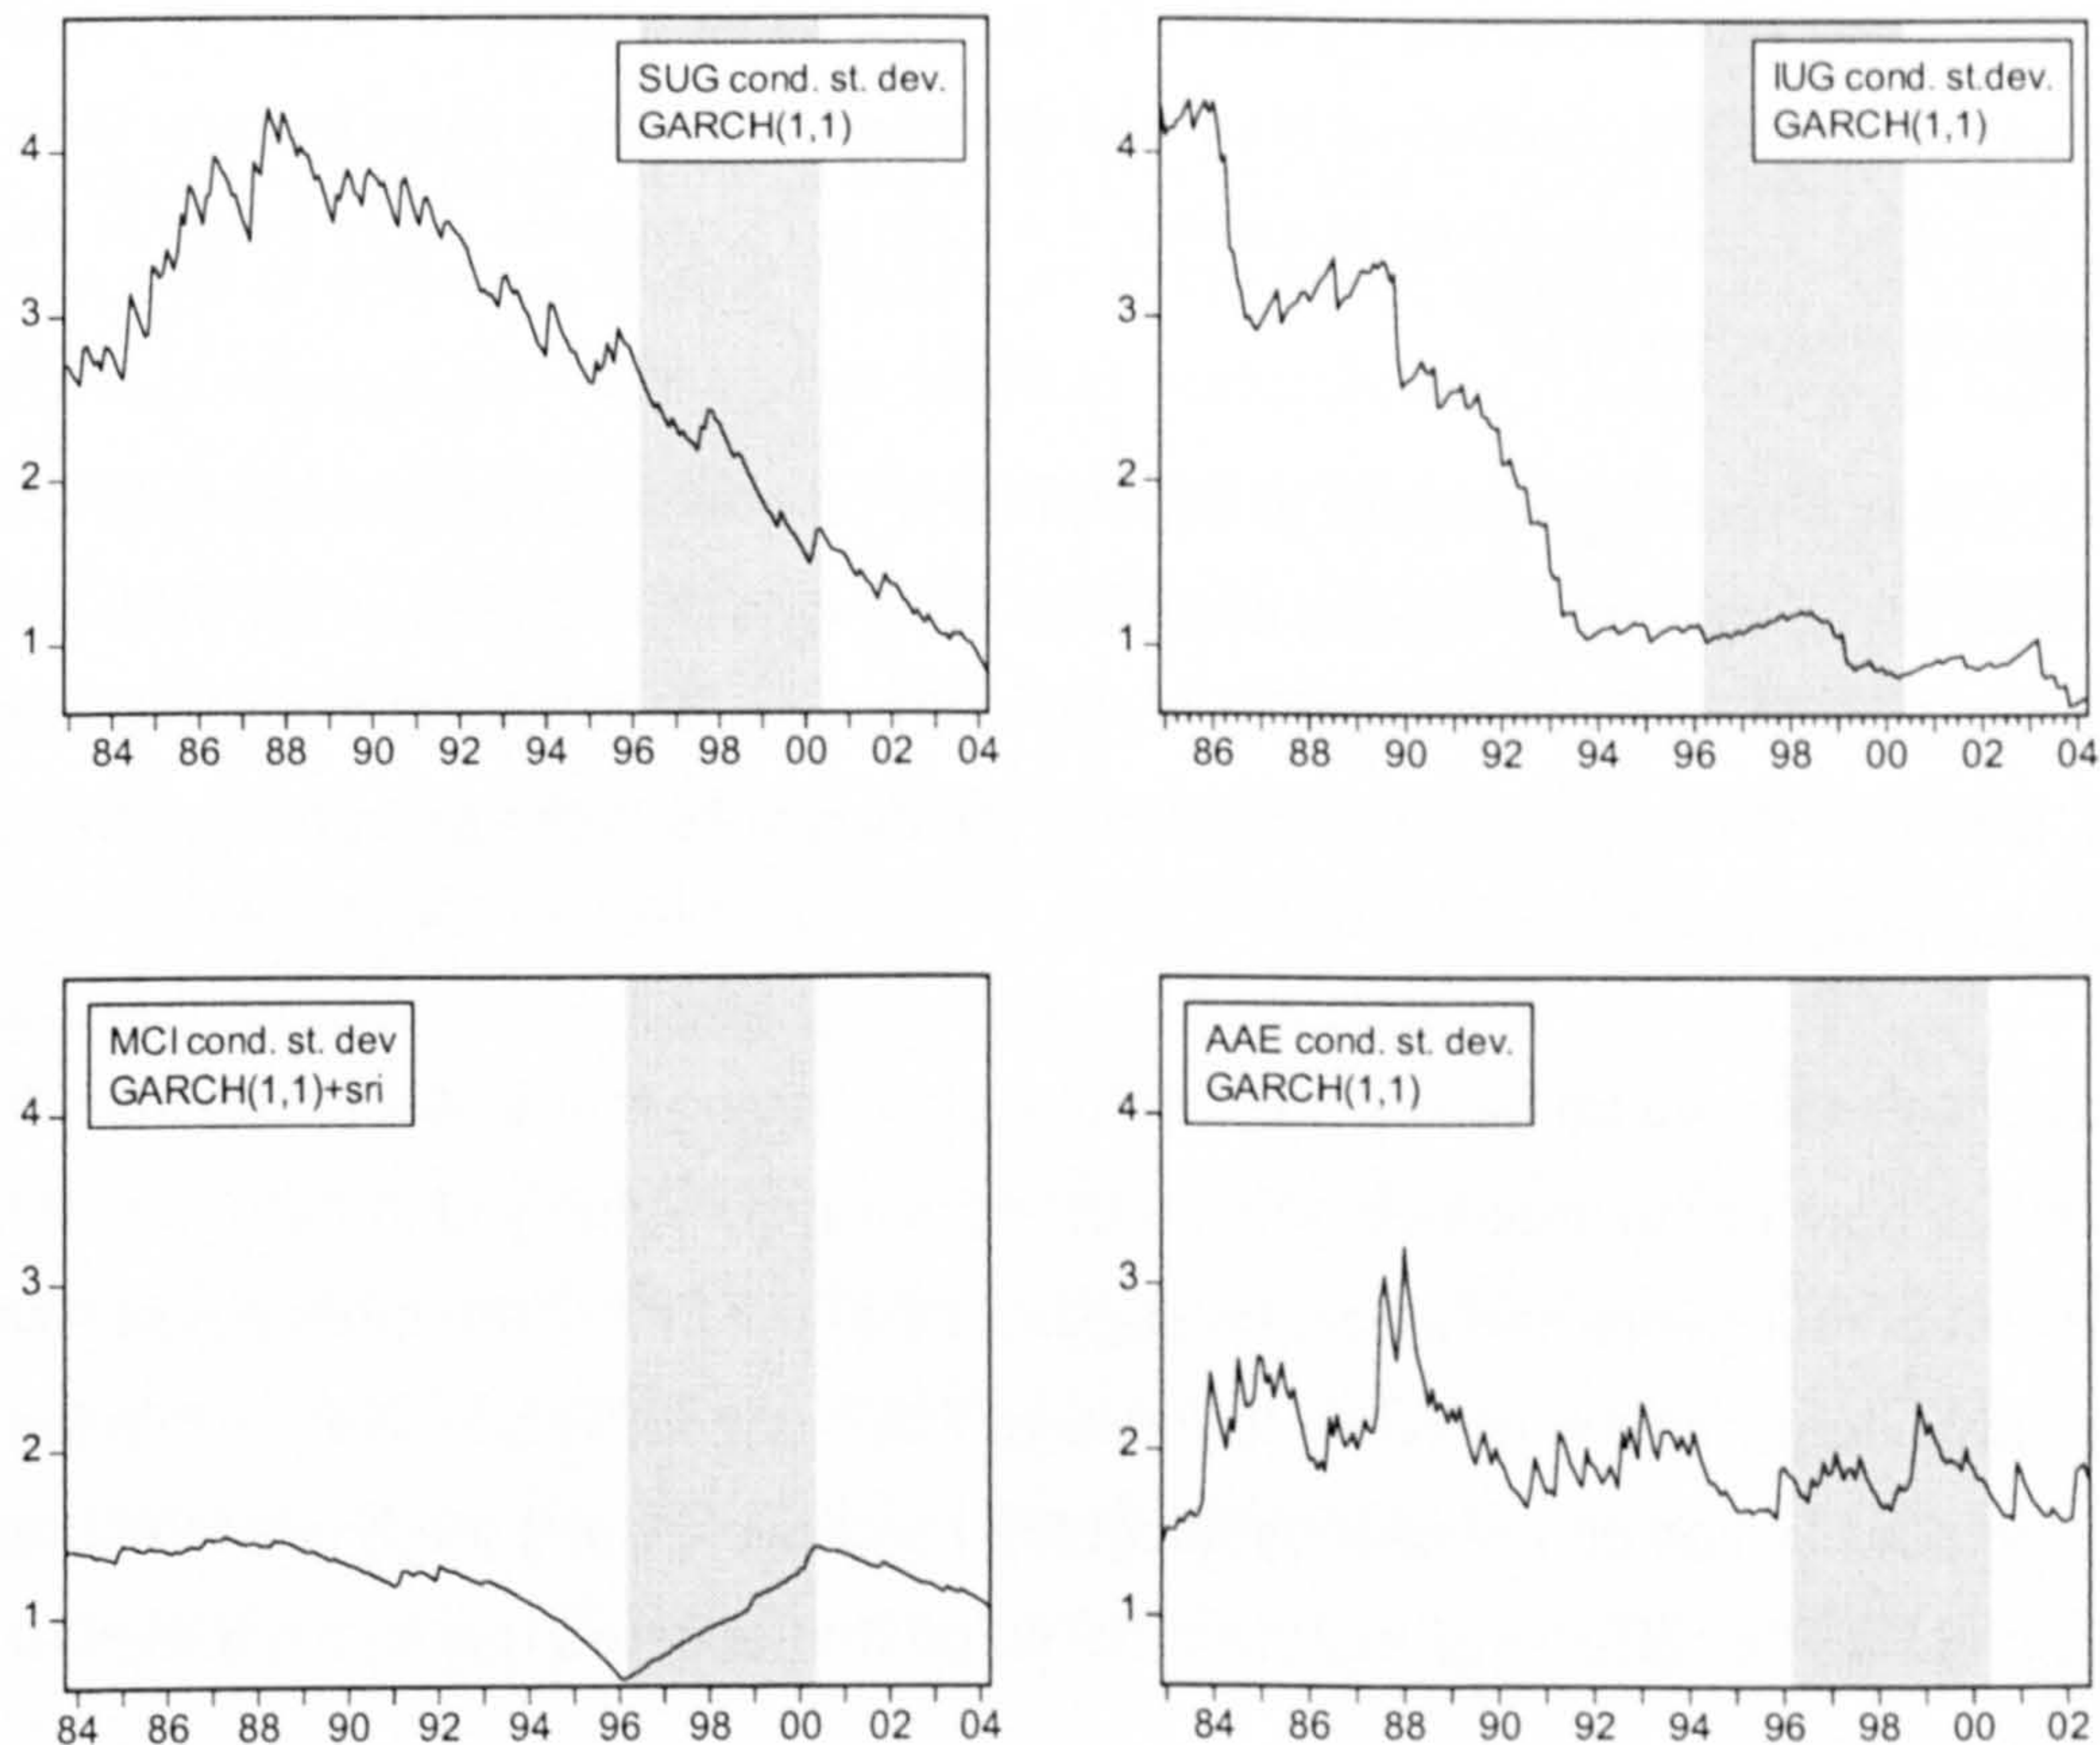 SUG cond. st. dev.
GARCH(1,1)
4
3
2
1
84 86 88 90 92 94 96 98 00 02 04
IUG cond. st.dev.
GARCH(1,1)
4
3
2
1
86 88 90 92 94 96 98 00 02 04
MCI cond. st. dev
GARCH(1,1)+sri
4
3
2
1
84 86 88 90 92 94 96 98 00 02 04
AAE cond. st. dev.
GARCH(1,1)
4
3
2
1
84 86 88 90 92 94 96 98 00 02